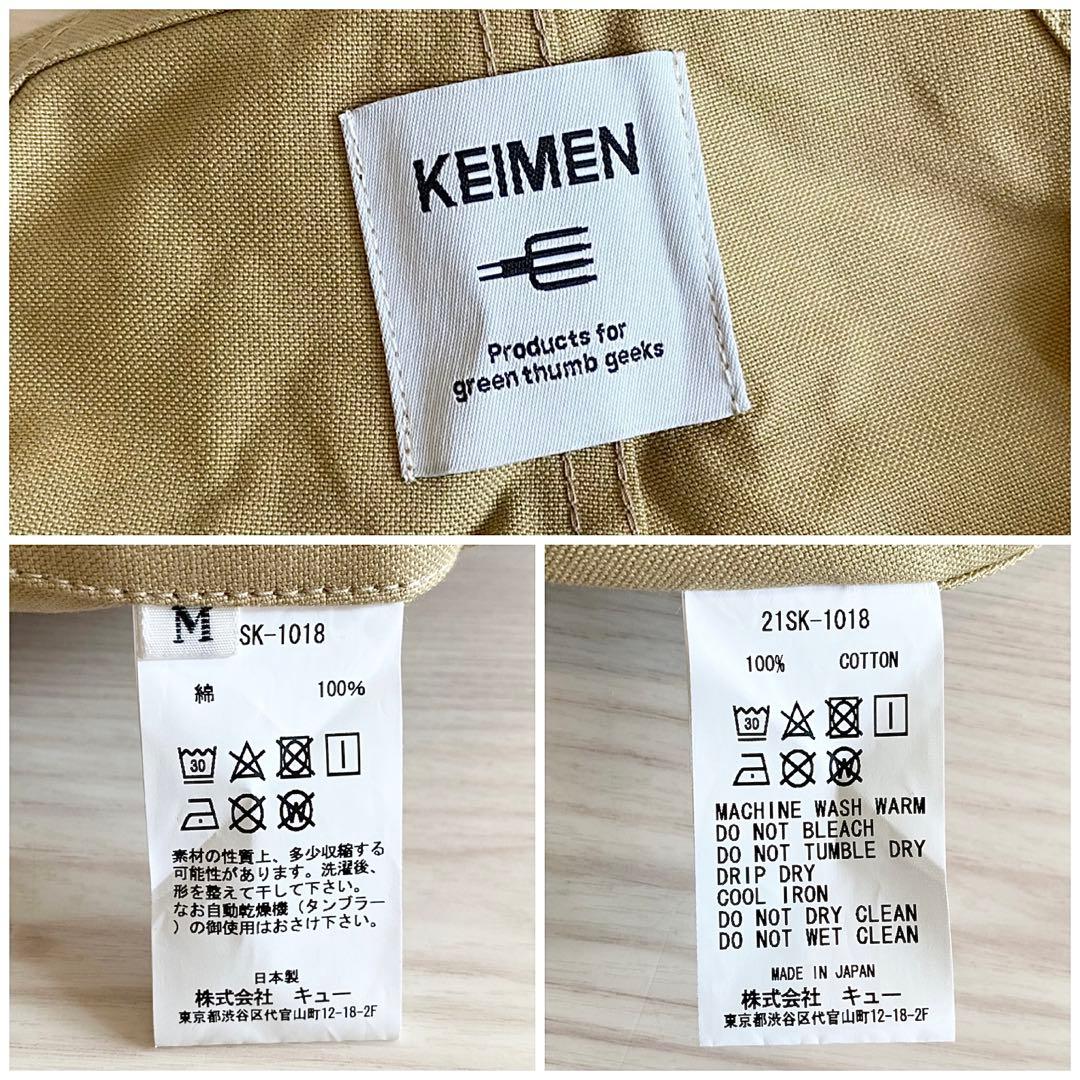 KEIMEN
Products for
green thumb geeks
M
SK-1018
綿 100%
30
W
素材の性質上、多少収縮する
可能性があります。洗濯後、
形を整えて干して下さい。
なお自動乾燥機（タンブラー
）の御使用はおさけ下さい。
日本製
株式会社 キュー
東京都渋谷区代官山町12-18-2F
21SK-1018
100% COTTON
30
W
MACHINE WASH WARM
DO NOT BLEACH
DO NOT TUMBLE DRY
DRIP DRY
COOL IRON
DO NOT DRY CLEAN
DO NOT WET CLEAN
MADE IN JAPAN
株式会社 キュー
東京都渋谷区代官山町12-18-2F